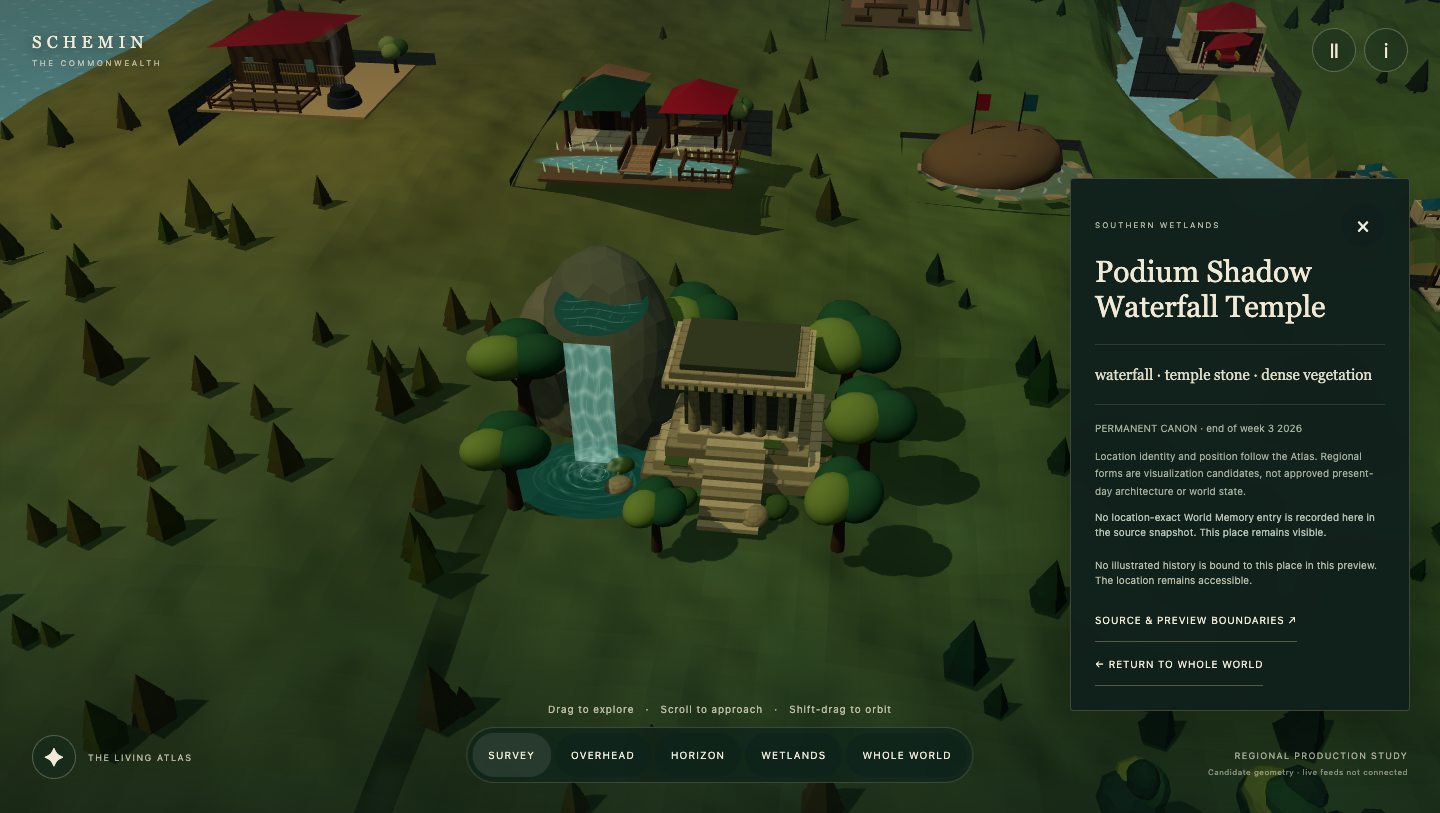 SCHEMIN
THE COMMONWEALTH
i
SOUTHERN WETLANDS
Podium Shadow
Waterfall Temple
waterfall · temple stone · dense vegetation
PERMANENT CANON · end of week 3 2026
Location identity and position follow the Atlas. Regional
forms are visualization candidates, not approved present-
day architecture or world state.
No location-exact World Memory entry is recorded here in
the source snapshot. This place remains visible.
No illustrated history is bound to this place in this preview.
The location remains accessible.
SOURCE & PREVIEW BOUNDARIES ↗
← RETURN TO WHOLE WORLD
Drag to explore · Scroll to approach · Shift-drag to orbit
SURVEY OVERHEAD HORIZON WETLANDS WHOLE WORLD
THE LIVING ATLAS
REGIONAL PRODUCTION STUDY
Candidate geometry · live feeds not connected